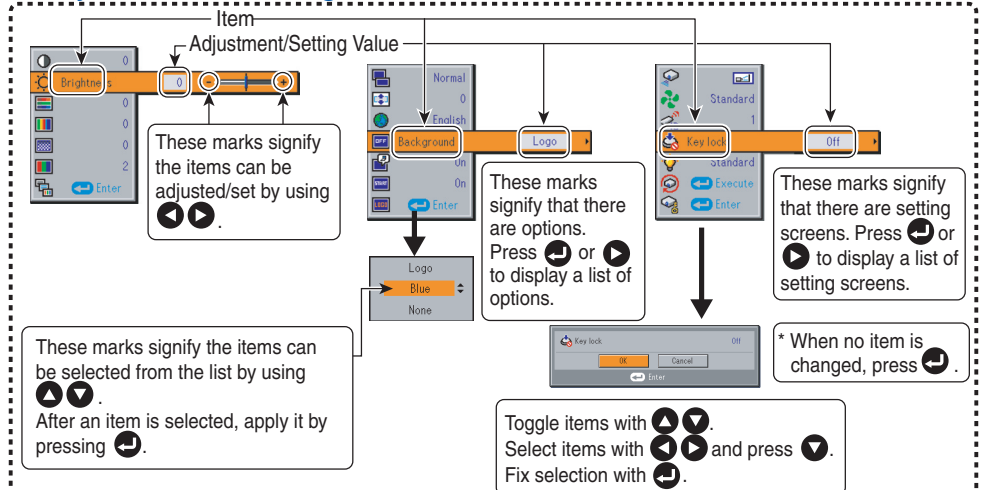 Item
Adjustment/Setting Value
0
Brightness 0
0
0
0
2
Enter
These marks signify
the items can be
adjusted/set by using
.
Normal
0
English
Background Logo
On
On
Enter
These marks
signify that there
are options.
Press or
to display a list of
options.
Standard
1
Key lock Off
Standard
Execute
Enter
These marks signify
that there are setting
screens. Press or
to display a list of
setting screens.
Logo
Blue
None
These marks signify the items can
be selected from the list by using
.
After an item is selected, apply it by
pressing .
Key lock Off
OK Cancel
Enter
* When no item is
changed, press .
Toggle items with .
Select items with and press .
Fix selection with .